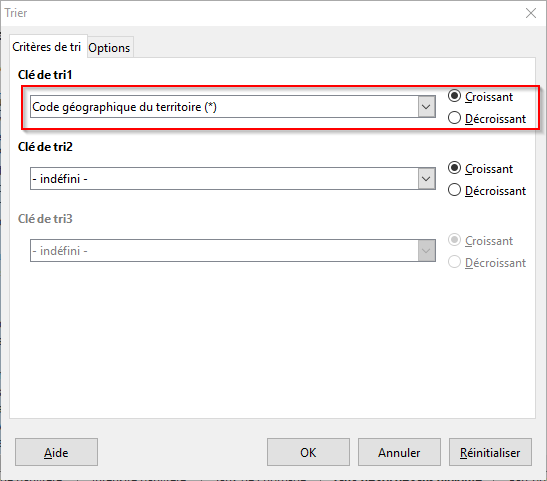 Trier
Critères de tri Options
Clé de tri1
Code géographique du territoire (*)
Croissant
Décroissant
Clé de tri2
- indéfini -
Croissant
Décroissant
Clé de tri3
- indéfini -
Croissant
Décroissant
Aide OK Annuler Réinitialiser